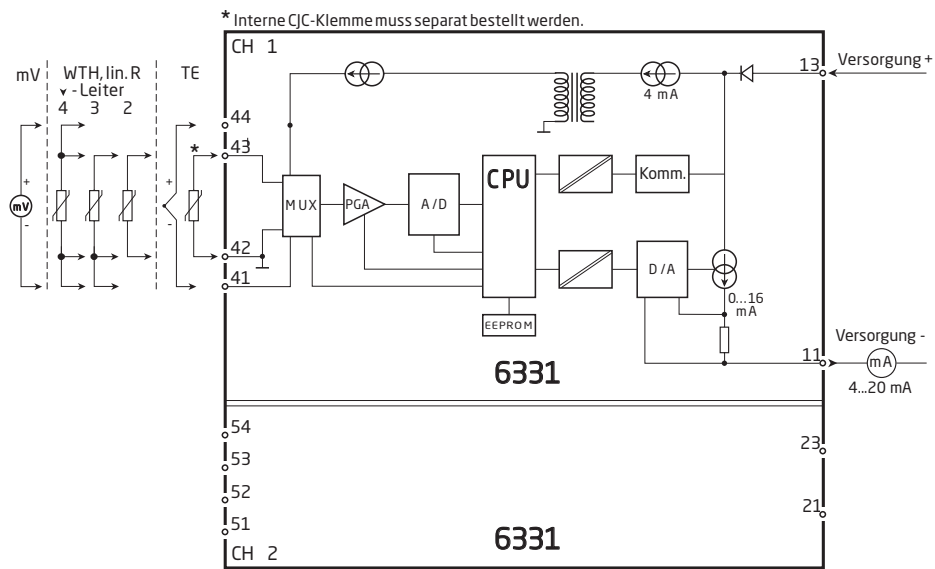 * Interne CJC-Klemme muss separat bestellt werden.
CH 1
mV
WTH, lin. R
- Leiter
4 3 2
TE
44
43
*
42
41
+
mV
-
+
-
MUX
PGA
A/D
CPU
EEPROM
Komm.
D/A
4 mA
0...16
mA
13
Versorgung +
Versorgung -
11
mA
4...20 mA
6331
54
53
52
51
23
21
6331
CH 2